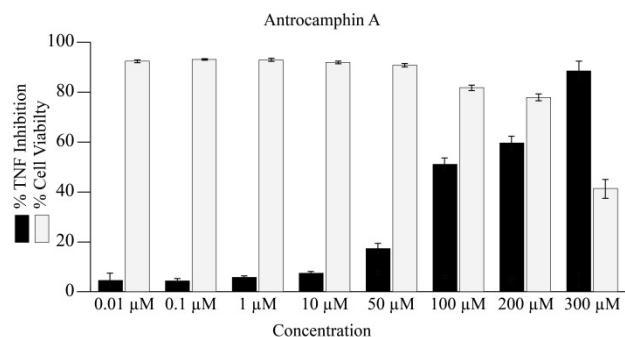 Antrocamphin A
% TNF Inhibition
% Cell Viabilty
100
80
60
40
20
0
0.01 µM 0.1 µM 1 µM 10 µM 50 µM 100 µM 200 µM 300 µM
Concentration